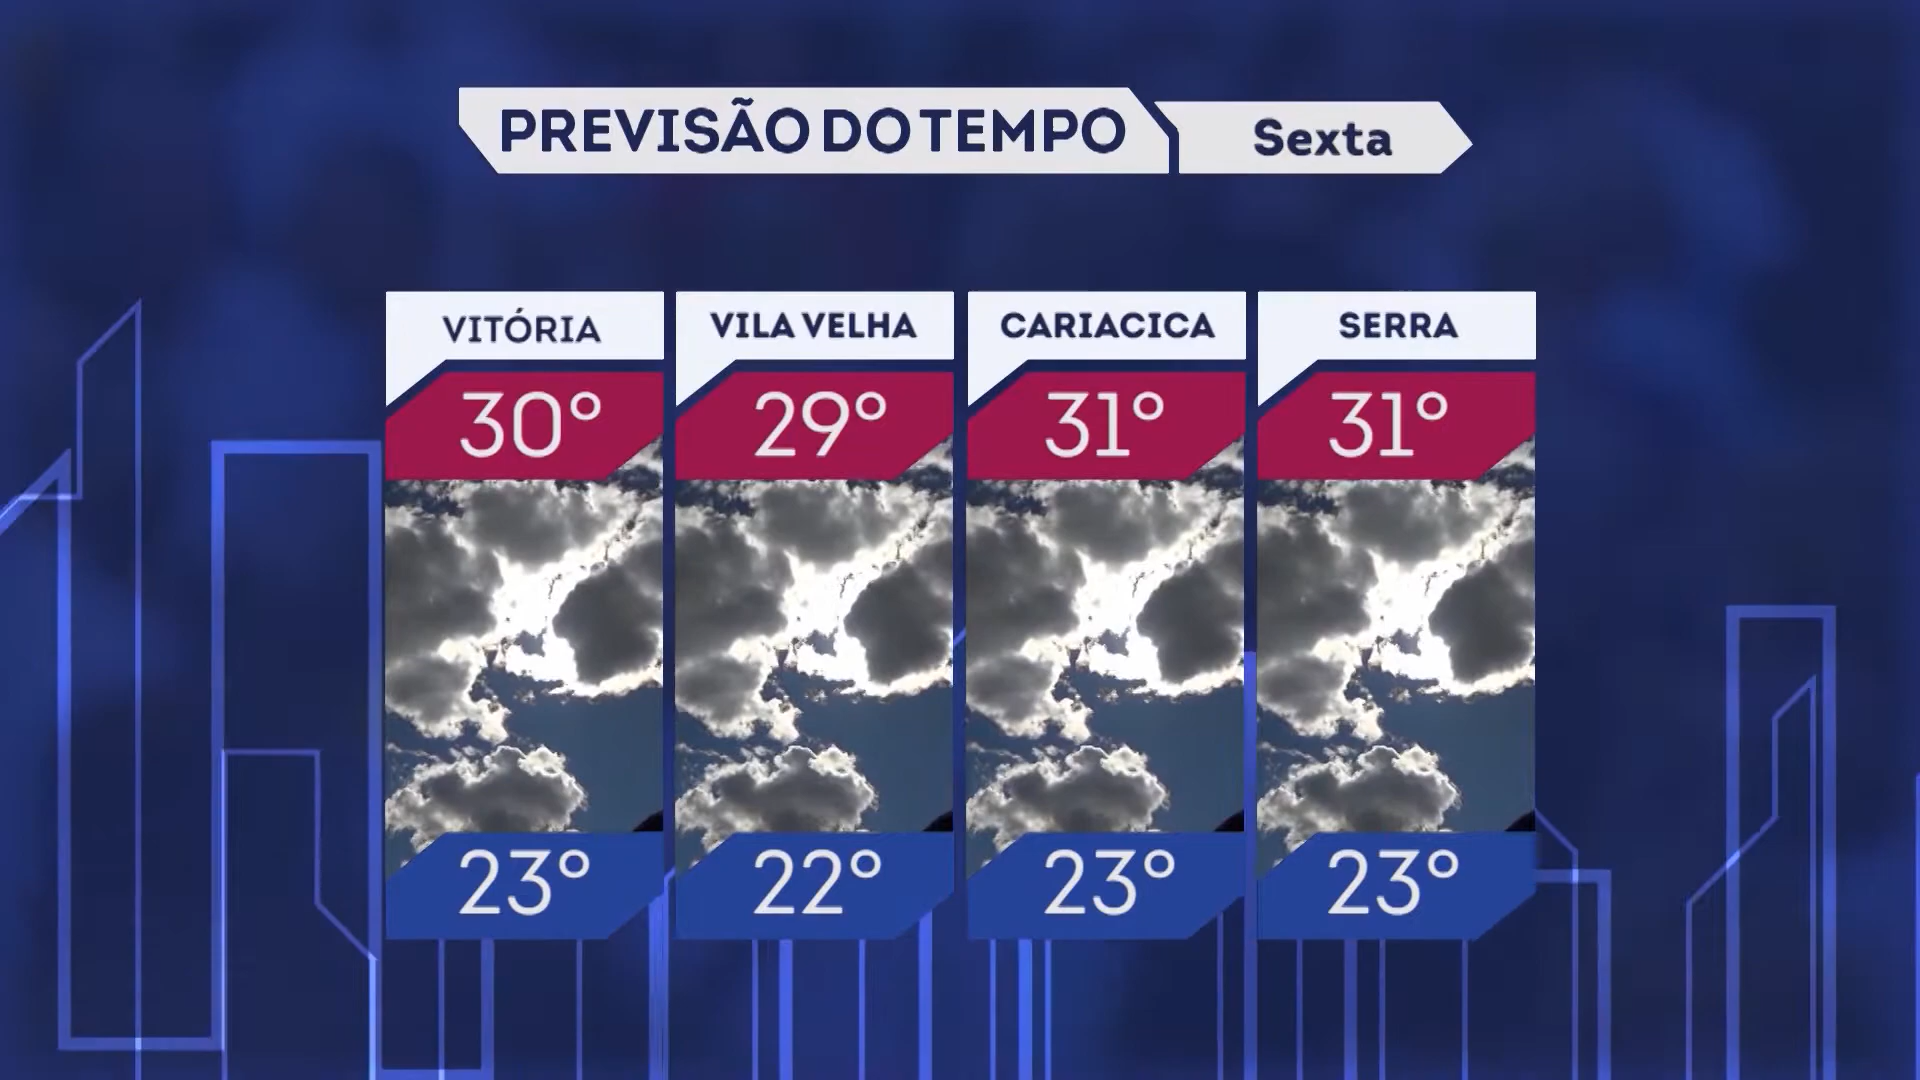 PREVISÃO DO TEMPO
Sexta
VITÓRIA
30°
23°
VILA VELHA
29°
22°
CARIACICA
31°
23°
SERRA
31°
23°